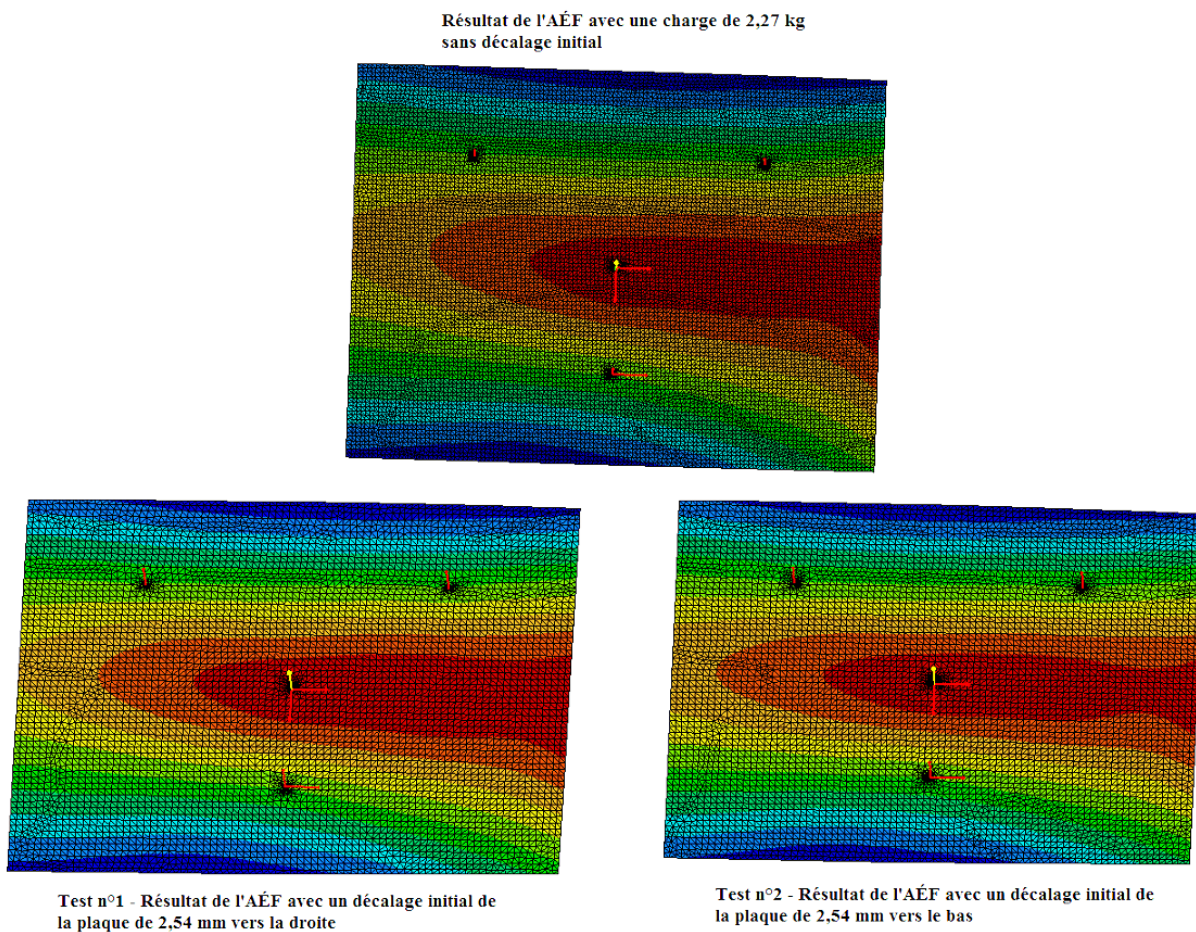 Résultat de l'AÉF avec une charge de 2,27 kg
sans décalage initial
Test n°1 - Résultat de l'AÉF avec un décalage initial de
la plaque de 2,54 mm vers la droite
Test n°2 - Résultat de l'AÉF avec un décalage initial de
la plaque de 2,54 mm vers le bas